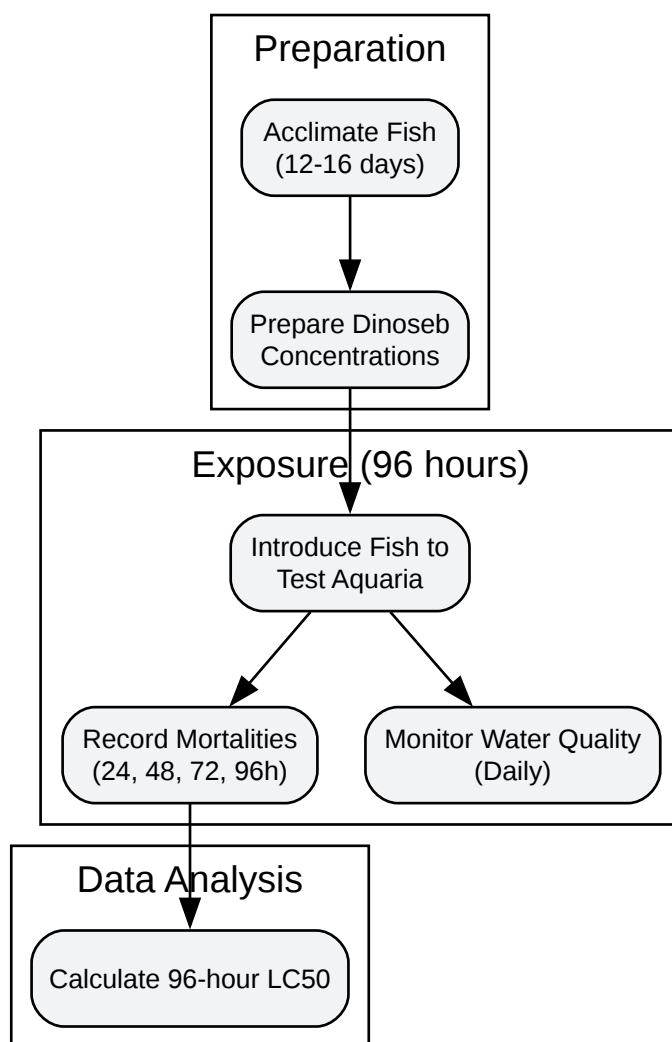 Preparation
Acclimate Fish
(12-16 days)
Prepare Dinoseb
Concentrations
Exposure (96 hours)
Introduce Fish to
Test Aquaria
Record Mortalities
(24, 48, 72, 96h)
Monitor Water Quality
(Daily)
Data Analysis
Calculate 96-hour LC50